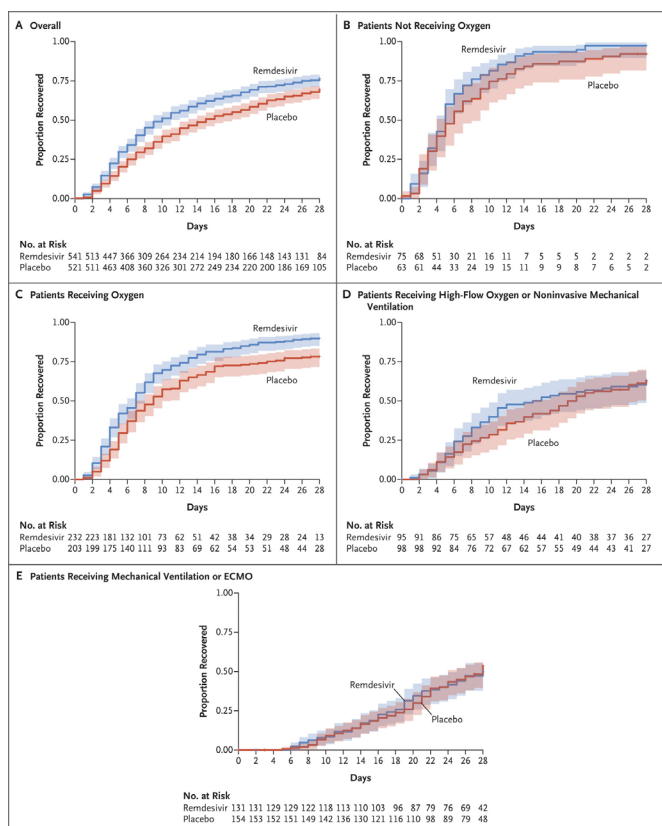 A Overall
1.00
0.75
0.50
0.25
0.00
Proportion Recovered
Remdesivir
Placebo
0 2 4 6 8 10 12 14 16 18 20 22 24 26 28
Days
No. at Risk
Remdesivir 541 513 447 366 309 264 234 214 194 180 166 148 143 131 84
Placebo 521 511 463 408 360 326 301 272 249 234 220 200 186 169 105
B Patients Not Receiving Oxygen
1.00
0.75
0.50
0.25
0.00
Proportion Recovered
Remdesivir
Placebo
0 2 4 6 8 10 12 14 16 18 20 22 24 26 28
Days
No. at Risk
Remdesivir 75 68 51 30 21 16 11 7 5 5 5 2 2 2 2
Placebo 63 61 44 33 24 19 15 11 9 9 8 7 6 5 2
C Patients Receiving Oxygen
1.00
0.75
0.50
0.25
0.00
Proportion Recovered
Remdesivir
Placebo
0 2 4 6 8 10 12 14 16 18 20 22 24 26 28
Days
No. at Risk
Remdesivir 232 223 181 132 101 73 62 51 42 38 34 29 28 24 13
Placebo 203 199 175 140 111 93 83 69 62 54 53 51 48 44 28
D Patients Receiving High-Flow Oxygen or Noninvasive Mechanical
Ventilation
1.00
0.75
0.50
0.25
0.00
Proportion Recovered
Remdesivir
Placebo
0 2 4 6 8 10 12 14 16 18 20 22 24 26 28
Days
No. at Risk
Remdesivir 95 91 86 75 65 57 48 46 44 41 40 38 37 36 27
Placebo 98 98 92 84 76 72 67 62 57 55 49 44 43 41 27
E Patients Receiving Mechanical Ventilation or ECMO
1.00
0.75
0.50
0.25
0.00
Proportion Recovered
Remdesivir
Placebo
0 2 4 6 8 10 12 14 16 18 20 22 24 26 28
Days
No. at Risk
Remdesivir 131 131 129 129 122 118 113 110 103 96 87 79 76 69 42
Placebo 154 153 152 151 149 142 136 130 121 116 110 98 89 79 48